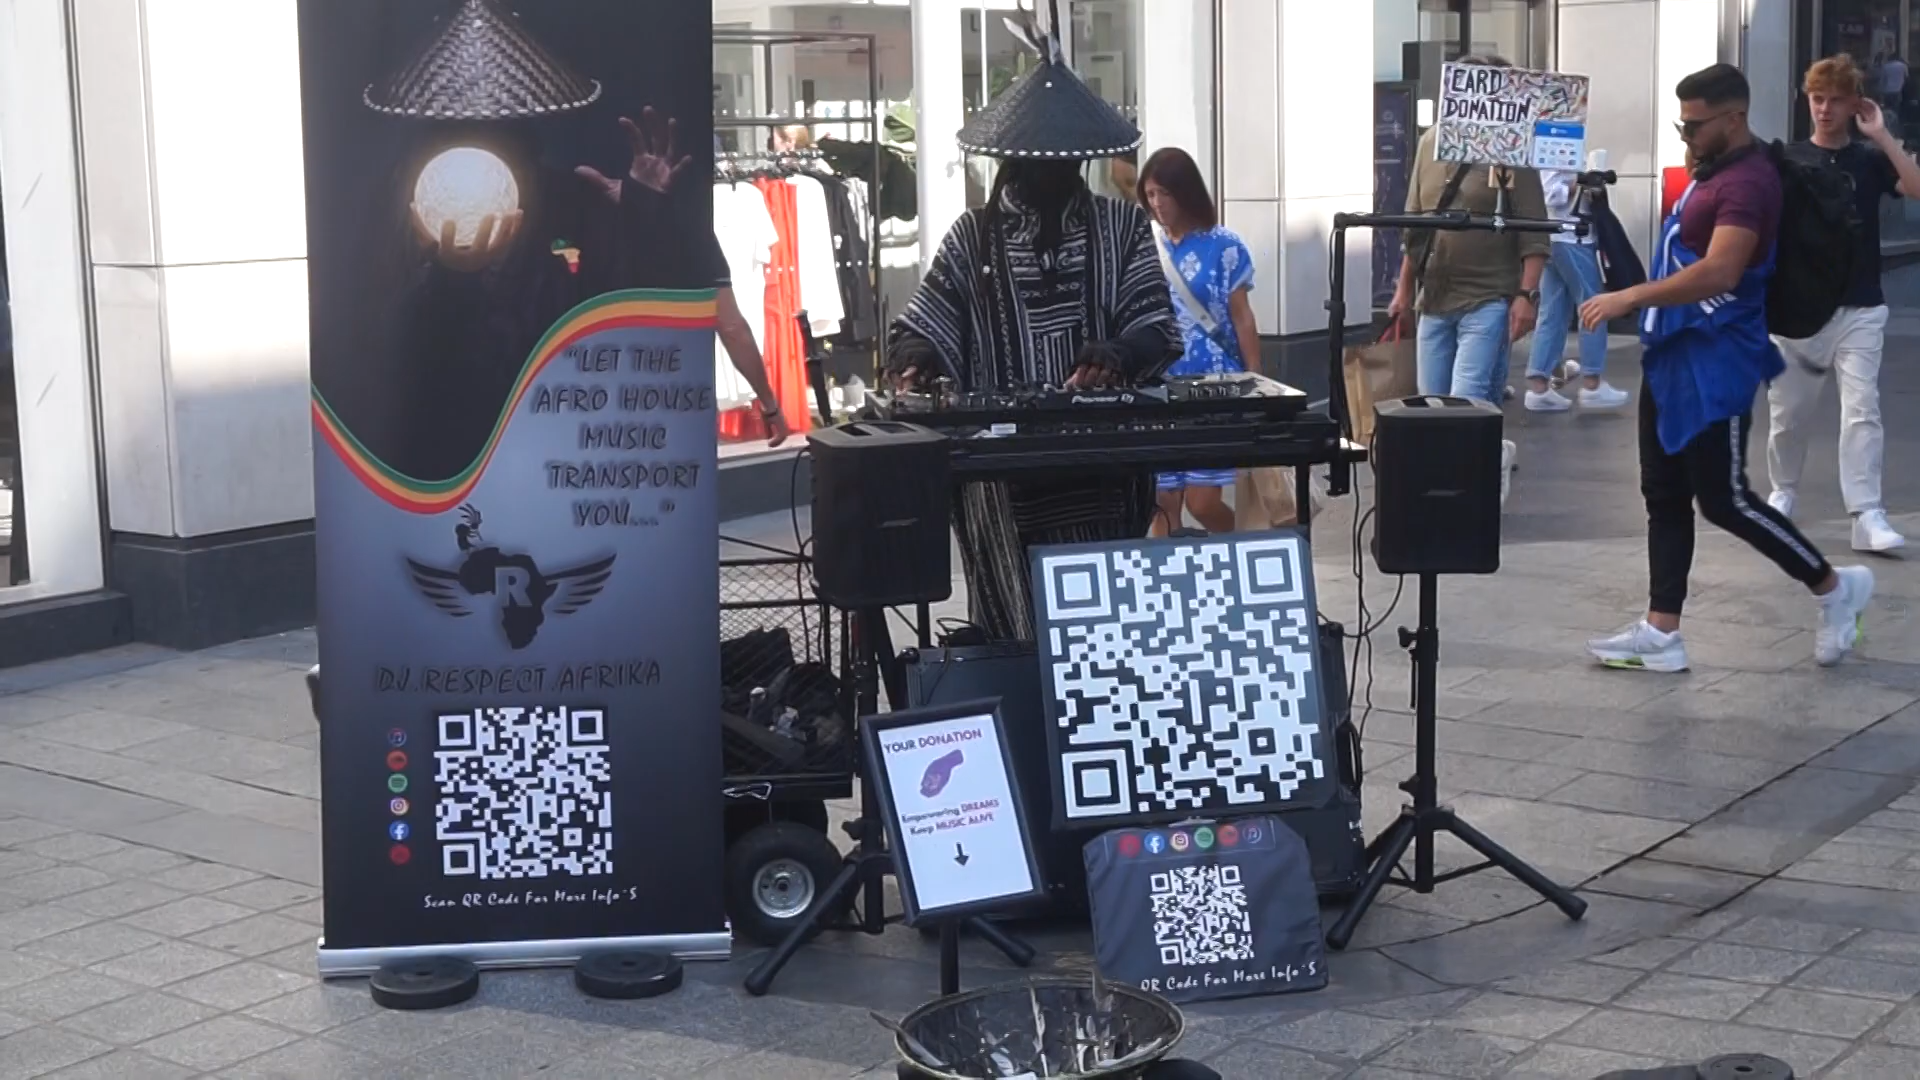 CARD
DONATION
"LET THE
AFRO HOUSE
MUSIC
TRANSPORT
YOU...."
R
DJ.RESPECT.AFRIKA
Scan QR Code For More Info'S
Pioneer DJ
YOUR DONATION
Empowering DREAMS
Keep MUSIC ALIVE
QR Code For More Info'S